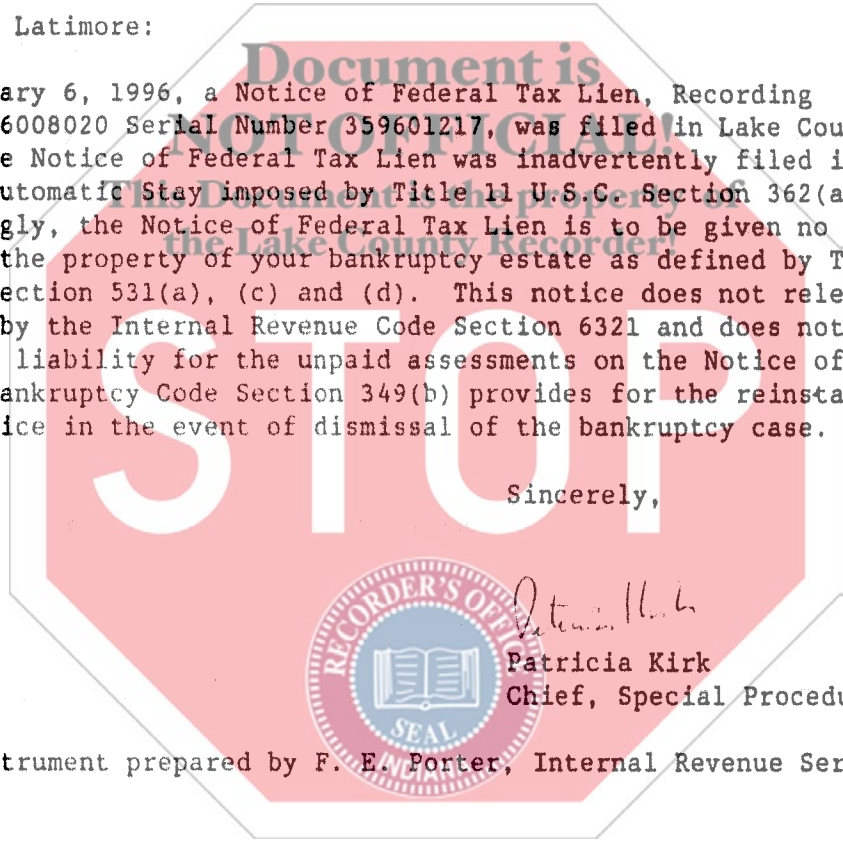 Latimore:
Document is
ary 6, 1996, a Notice of Federal Tax Lien, Recording
6008020 Serial Number 359601217, was filed in Lake Cou
NOT OFFICIAL!
e Notice of Federal Tax Lien was inadvertently filed i
This Document is the property of
utomatic Stay imposed by Title 11 U.S.C. Section 362(a
gly, the Notice of Federal Tax Lien is to be given no
the Lake County Recorder!
the property of your bankruptcy estate as defined by T
ection 531(a), (c) and (d). This notice does not rele
by the Internal Revenue Code Section 6321 and does not
liability for the unpaid assessments on the Notice of
ankruptcy Code Section 349(b) provides for the reinsta
ice in the event of dismissal of the bankruptcy case.
STOP
Sincerely,
Patricia Kirk
Chief, Special Procedu
RECORDER'S OFFICE
SEAL
INDIANA
trument prepared by F. E. Porter, Internal Revenue Ser